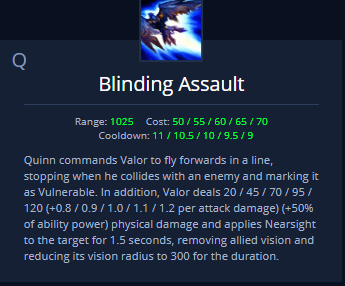 Q
Blinding Assault
Range: 1025 Cost: 50 / 55 / 60 / 65 / 70
Cooldown: 11 / 10.5 / 10 / 9.5 / 9
Quinn commands Valor to fly forwards in a line,
stopping when he collides with an enemy and marking it
as Vulnerable. In addition, Valor deals 20 / 45 / 70 / 95 /
120 (+0.8 / 0.9 / 1.0 / 1.1 / 1.2 per attack damage) (+50%
of ability power) physical damage and applies Nearsight
to the target for 1.5 seconds, removing allied vision and
reducing its vision radius to 300 for the duration.